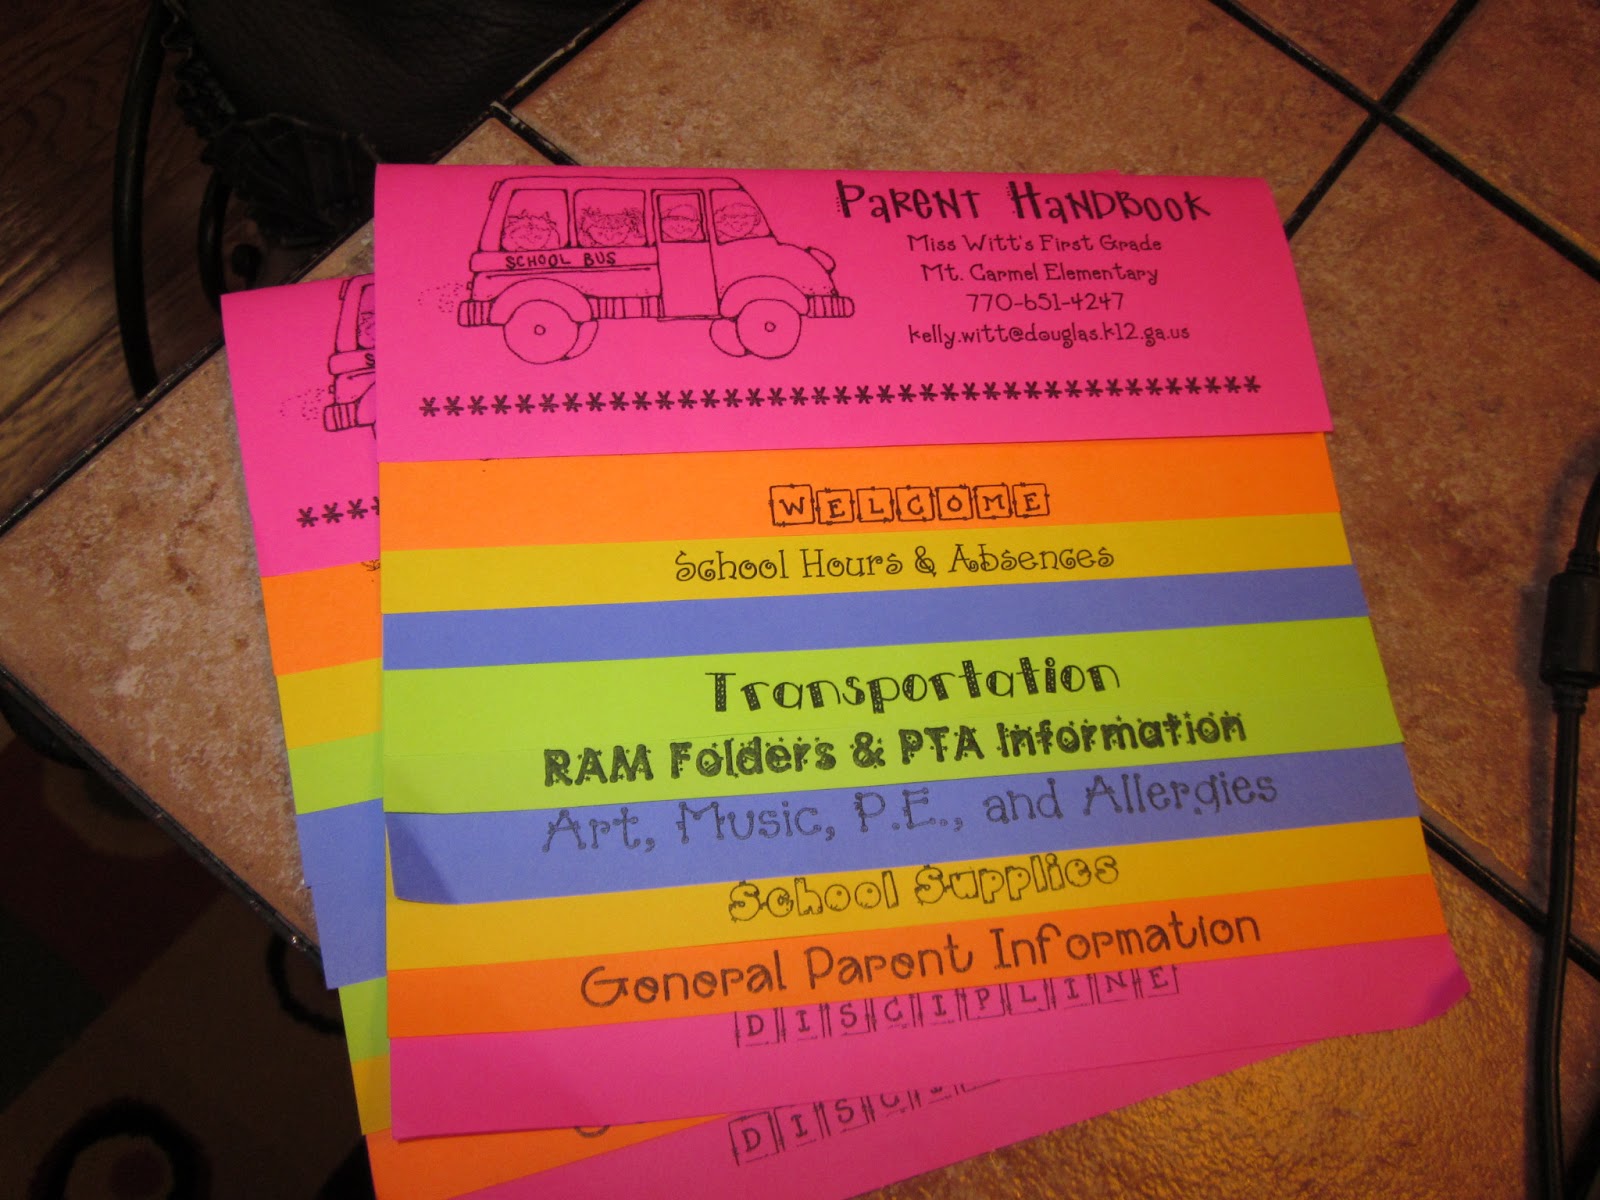 PARENT HANDBOOK
Miss Witt's First Grade
Mt. Carmel Elementary
770-651-4247
kelly.witt@douglas.k12.ga.us
SCHOOL BUS
************************************
WELCOME
School Hours & Absences
Transportation
RAM Folders & PTA Information
Art, Music, P.E., and Allergies
School Supplies
General Parent Information
DISCIPLINE
S
****
DISC